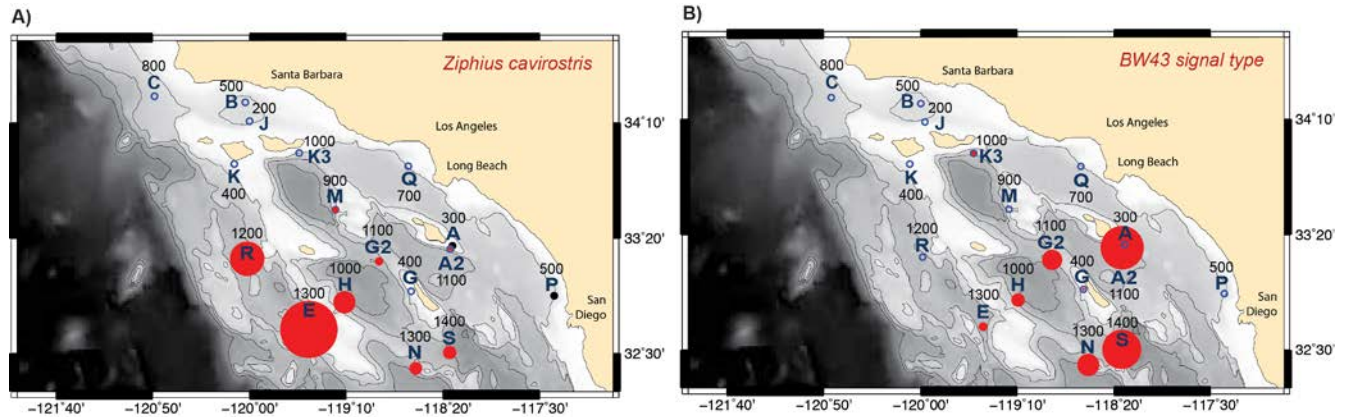 A)
Ziphius cavirostris
800
C
Santa Barbara
500
B
200
J
Los Angeles
34˚10'
1000
K3
Long Beach
K
400
900
M
Q
700
300
A
33˚20'
1200
R
1100
G2
A2
1100
400
G
1000
H
500
P
1300
E
San
Diego
1300
N
1400
S
32˚30'
−121˚40'
−120˚50'
−120˚00'
−119˚10'
−118˚20'
−117˚30'
B)
BW43 signal type
800
C
Santa Barbara
500
B
200
J
Los Angeles
34˚10'
1000
K3
Long Beach
K
400
900
M
Q
700
300
A
33˚20'
1200
R
1100
G2
A2
1100
400
G
1000
H
500
P
1300
E
San
Diego
1300
N
1400
S
32˚30'
−121˚40'
−120˚50'
−120˚00'
−119˚10'
−118˚20'
−117˚30'